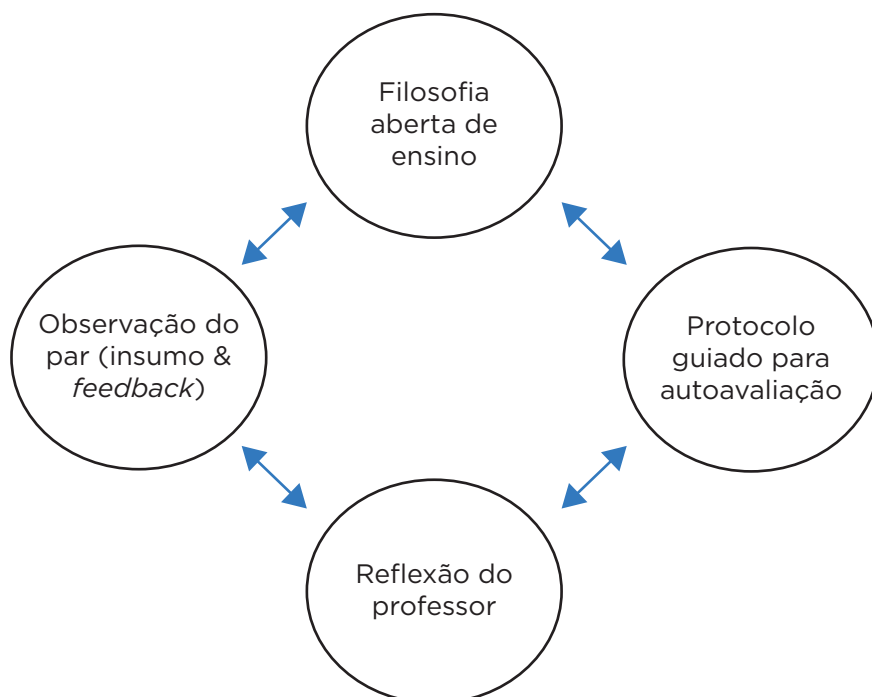 Filosofia
aberta de
ensino
Observação do
par (insumo &
feedback)
Protocolo
guiado para
autoavaliação
Reflexão do
professor